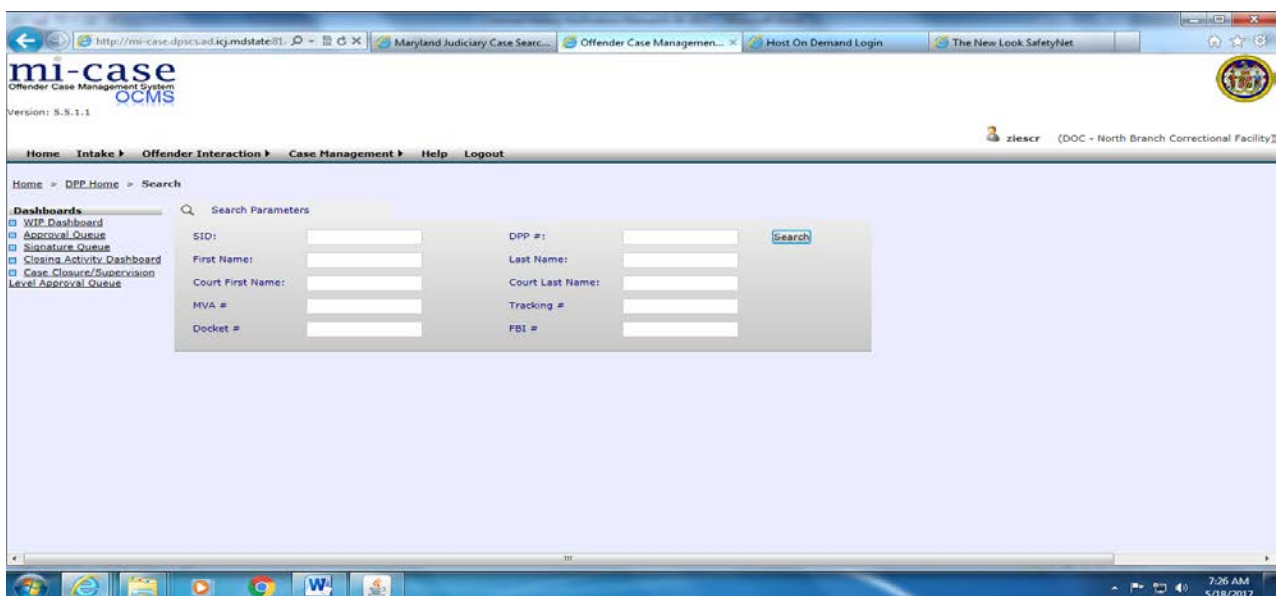 http://mi-case.dpscs.ad.icj.mdstate:81. Maryland Judiciary Case Searc... Offender Case Managemen... Host On Demand Login The New Look SafetyNet
mi-case
Offender Case Management System
OCMS
Version: 5.5.1.1
ziescr (DOC - North Branch Correctional Facility)
Home Intake Offender Interaction Case Management Help Logout
Home > DPP Home > Search
Dashboards
WIP Dashboard
Approval Queue
Signature Queue
Closing Activity Dashboard
Case Closure/Supervision
Level Approval Queue
Search Parameters
SID: DPP #: Search
First Name: Last Name:
Court First Name: Court Last Name:
MVA # Tracking #
Docket # FBI #
7:26 AM
5/18/2017